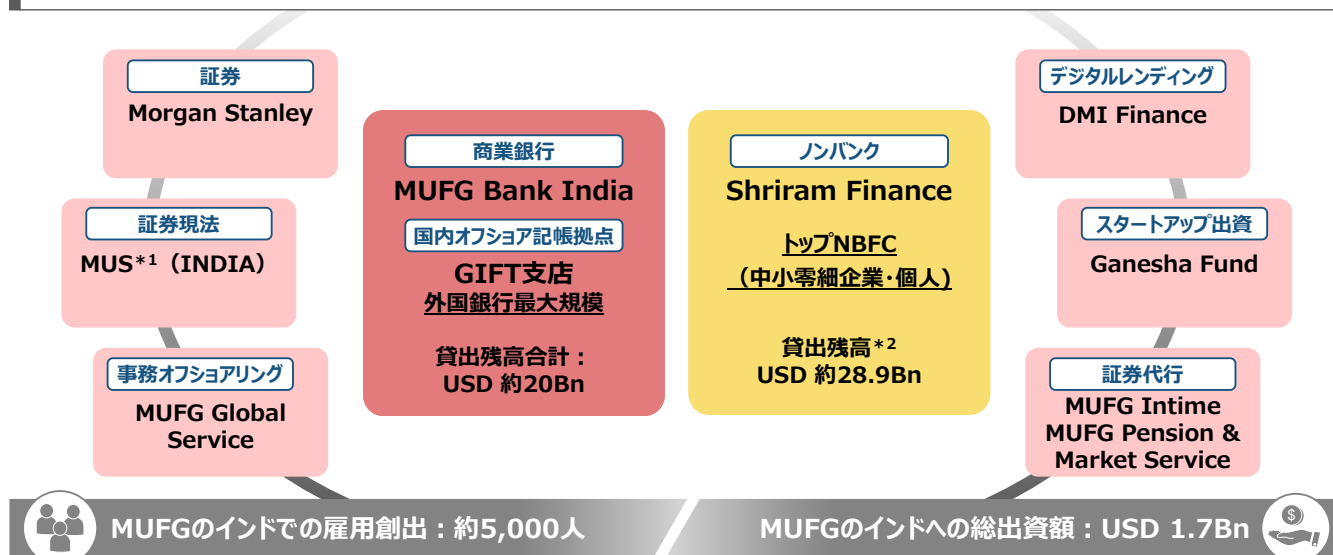 証券
Morgan Stanley
証券現法
MUS*1（INDIA）
事務オフショアリング
MUFG Global
Service
商業銀行
MUFG Bank India
国内オフショア記帳拠点
GIFT支店
外国銀行最大規模
貸出残高合計：
USD 約20Bn
ノンバンク
Shriram Finance
トップNBFC
（中小零細企業・個人)
貸出残高*2
USD 約28.9Bn
デジタルレンディング
DMI Finance
スタートアップ出資
Ganesha Fund
証券代行
MUFG Intime
MUFG Pension &
Market Service
MUFGのインドでの雇用創出：約5,000人
MUFGのインドへの総出資額：USD 1.7Bn
$